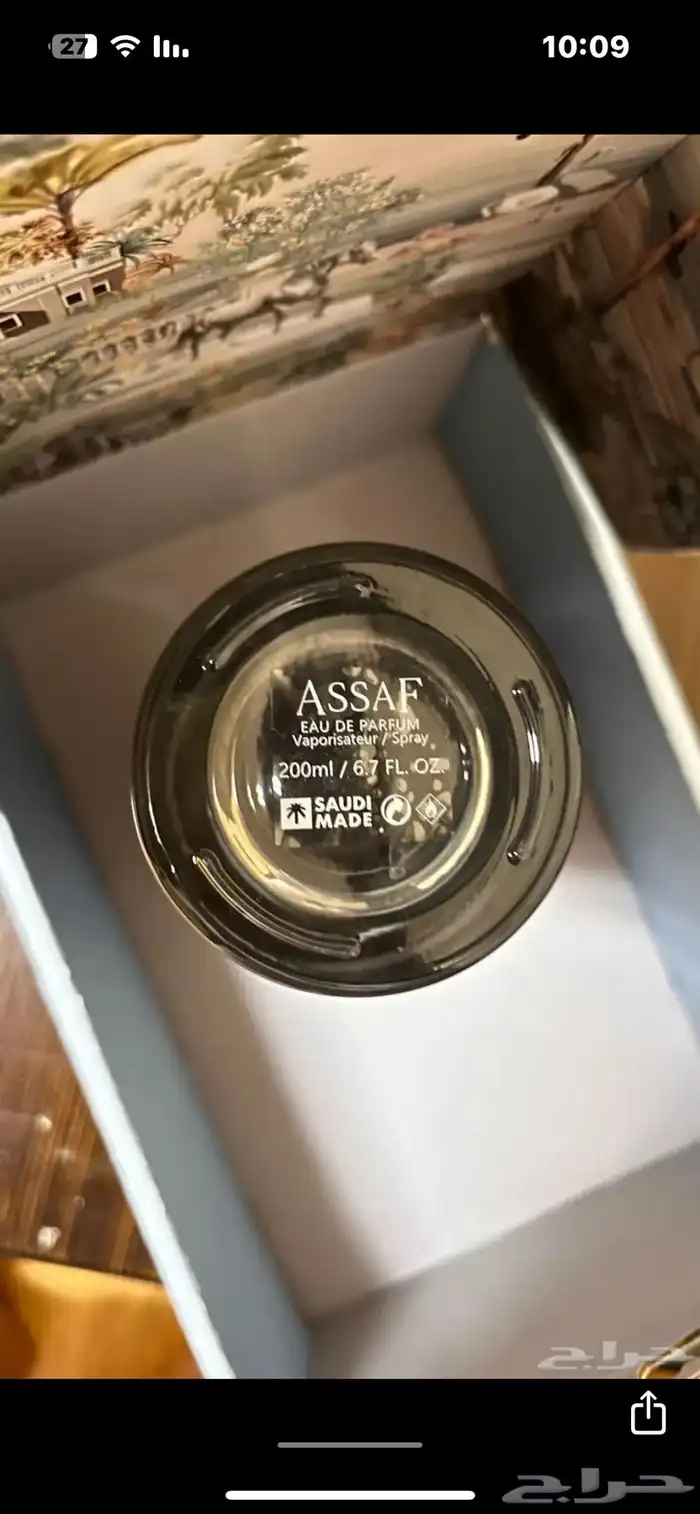 27
10:09
ASSAF
EAU DE PARFUM
Vaporisateur / Spray
200ml / 6.7 FL. OZ.
SAUDI
MADE
حراج
حراج